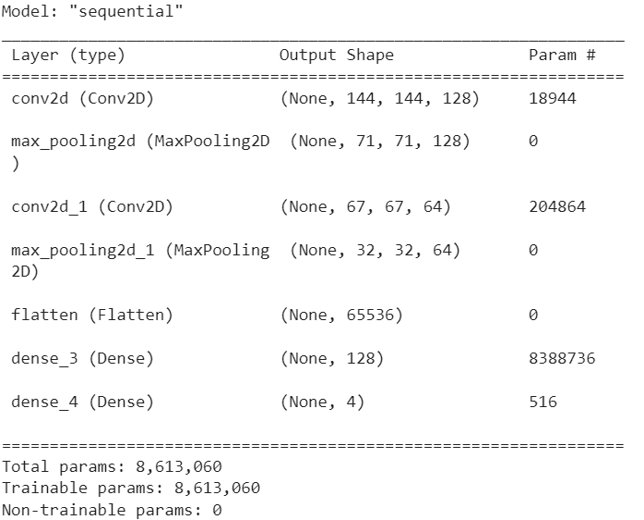 Model: "sequential"
_________________________________________________________________
Layer (type) Output Shape Param #
=================================================================
conv2d (Conv2D) (None, 144, 144, 128) 18944
max_pooling2d (MaxPooling2D (None, 71, 71, 128) 0
)
conv2d_1 (Conv2D) (None, 67, 67, 64) 204864
max_pooling2d_1 (MaxPooling (None, 32, 32, 64) 0
2D)
flatten (Flatten) (None, 65536) 0
dense_3 (Dense) (None, 128) 8388736
dense_4 (Dense) (None, 4) 516
=================================================================
Total params: 8,613,060
Trainable params: 8,613,060
Non-trainable params: 0